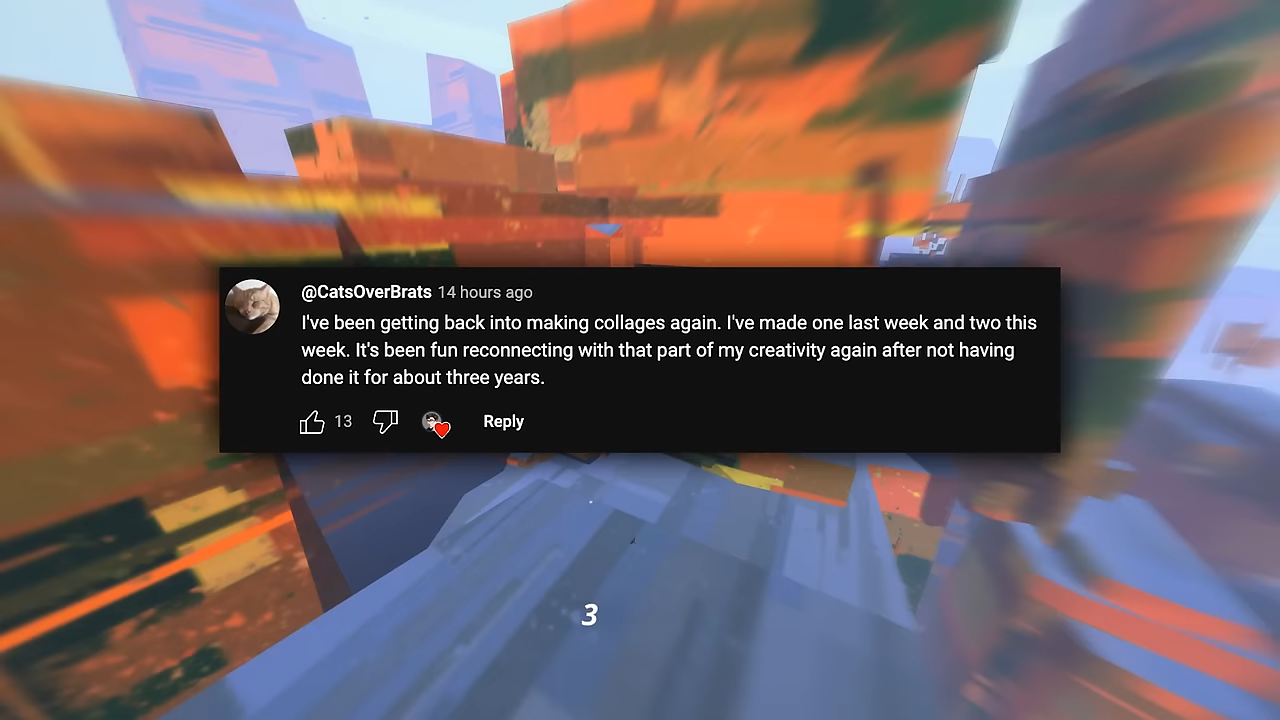 @CatsOverBrats 14 hours ago
I've been getting back into making collages again. I've made one last week and two this
week. It's been fun reconnecting with that part of my creativity again after not having
done it for about three years.
13 Reply
3